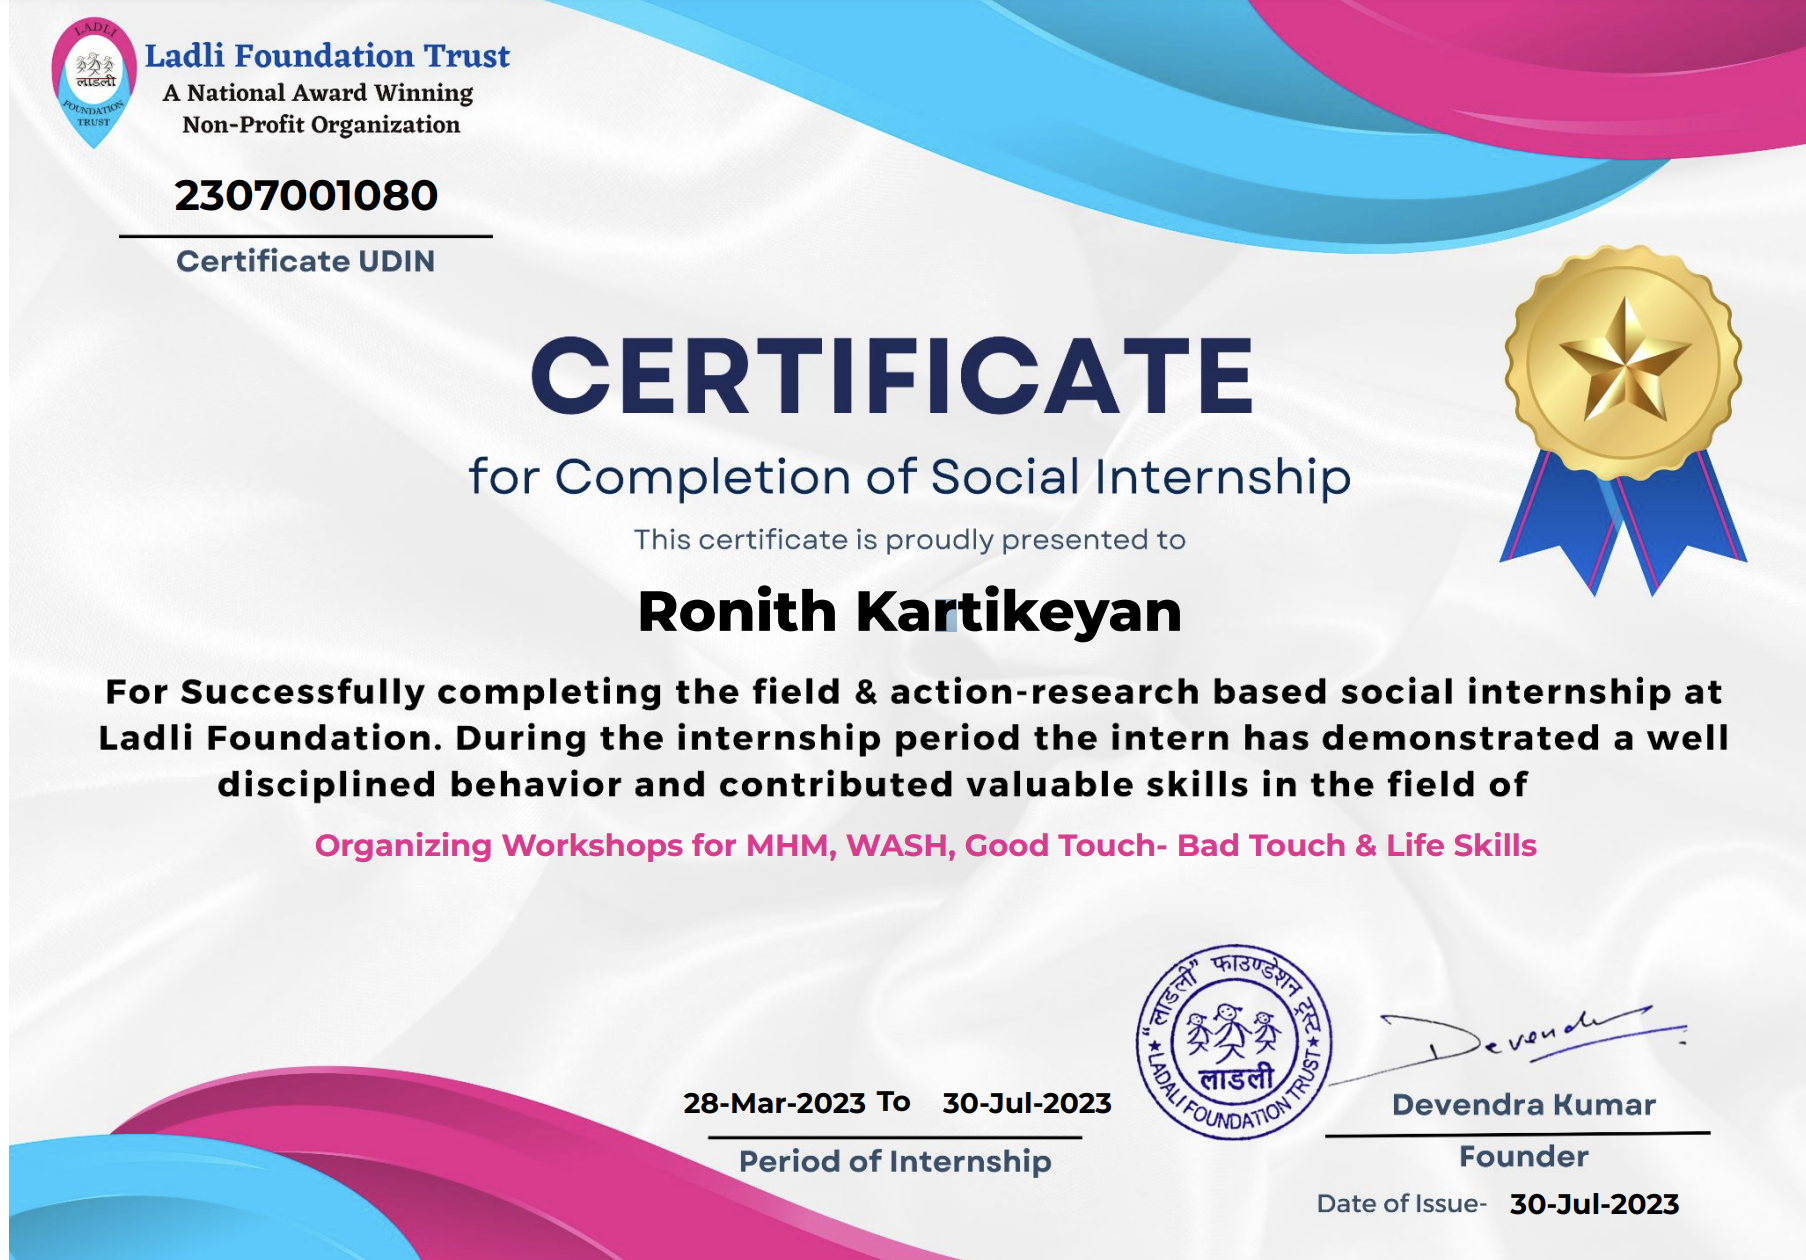 LADLI
लाडली
FOUNDATION
TRUST
Ladli Foundation Trust
A National Award Winning
Non-Profit Organization
2307001080
Certificate UDIN
CERTIFICATE
for Completion of Social Internship
This certificate is proudly presented to
Ronith Kartikeyan
For Successfully completing the field & action-research based social internship at
Ladli Foundation. During the internship period the intern has demonstrated a well
disciplined behavior and contributed valuable skills in the field of
Organizing Workshops for MHM, WASH, Good Touch- Bad Touch & Life Skills
28-Mar-2023 To 30-Jul-2023
Period of Internship
"लाडली" फाउण्डेशन ट्रस्ट
लाडली
★ LADALI FOUNDATION TRUST ★
Devendra
Devendra Kumar
Founder
Date of Issue- 30-Jul-2023